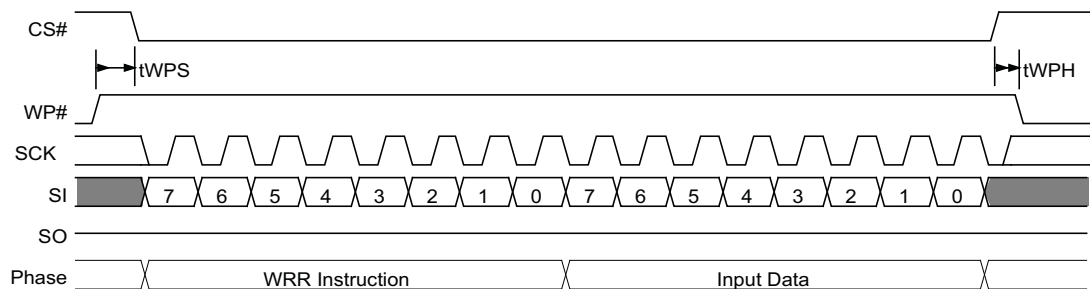 CS#
tWPS tWPH
WP#
SCK
SI 7 6 5 4 3 2 1 0 7 6 5 4 3 2 1 0
SO
Phase WRR Instruction Input Data